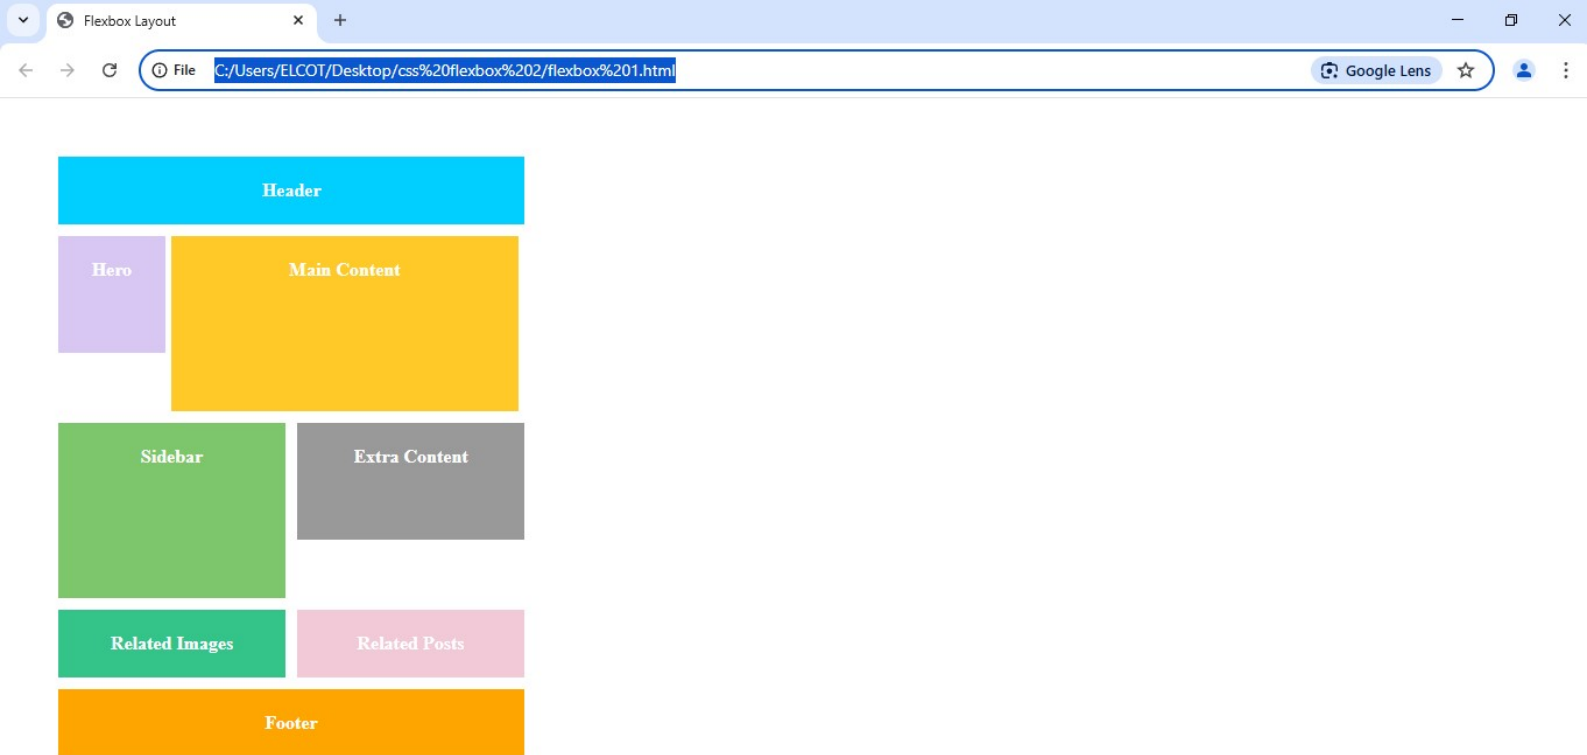 Flexbox Layout
File C:/Users/ELCOT/Desktop/css%20flexbox%202/flexbox%201.html Google Lens
Header
Hero Main Content
Sidebar Extra Content
Related Images Related Posts
Footer